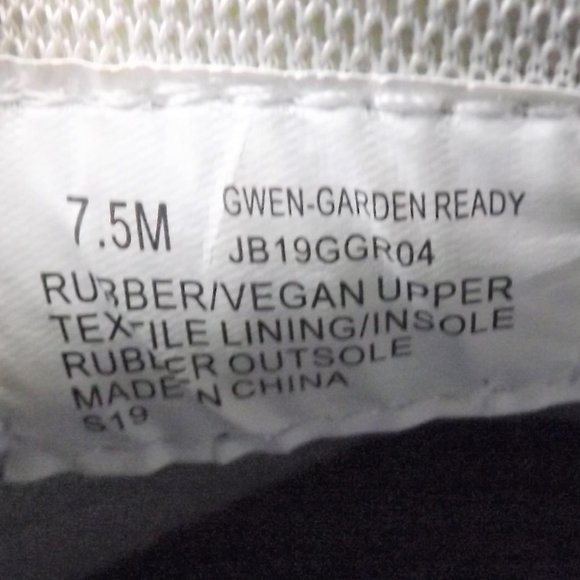 7.5M GWEN-GARDEN READY
JB19GGR04
RUBBER/VEGAN UPPER
TEXTILE LINING/INSOLE
RUBBER OUTSOLE
MADE IN CHINA
S19